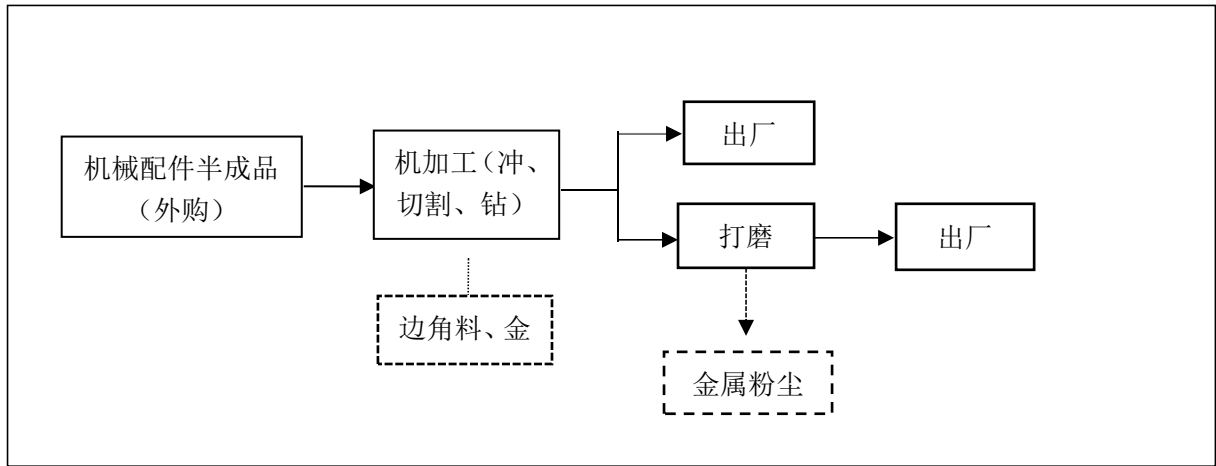 机械配件半成品
（外购）
机加工（冲、
切割、钻）
出厂
打磨
出厂
边角料、金
金属粉尘